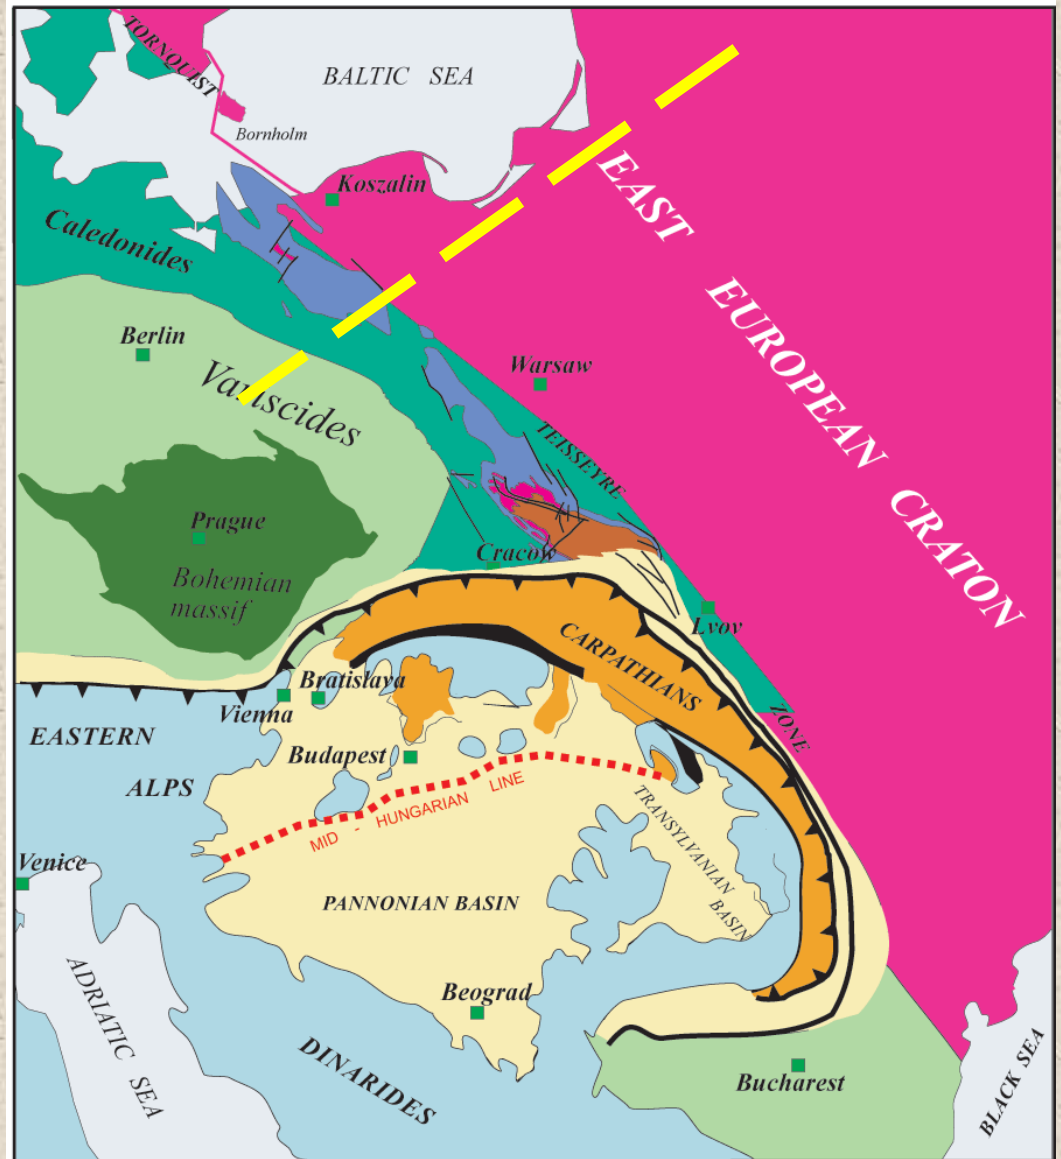 TORNQUIST
BALTIC SEA
Bornholm
Koszalin
EAST EUROPEAN CRATON
Caledonides
Berlin
Variscides
Warsaw
TEISSEYRE
Prague
Cracow
Bohemian
massif
Lvov
CARPATHIANS
Bratislava
Vienna
ZONE
EASTERN
ALPS
Budapest
MID - HUNGARIAN LINE
TRANSYLVANIAN
BASIN
Venice
PANNONIAN BASIN
ADRIATIC SEA
Beograd
DINARIDES
Bucharest
BLACK SEA